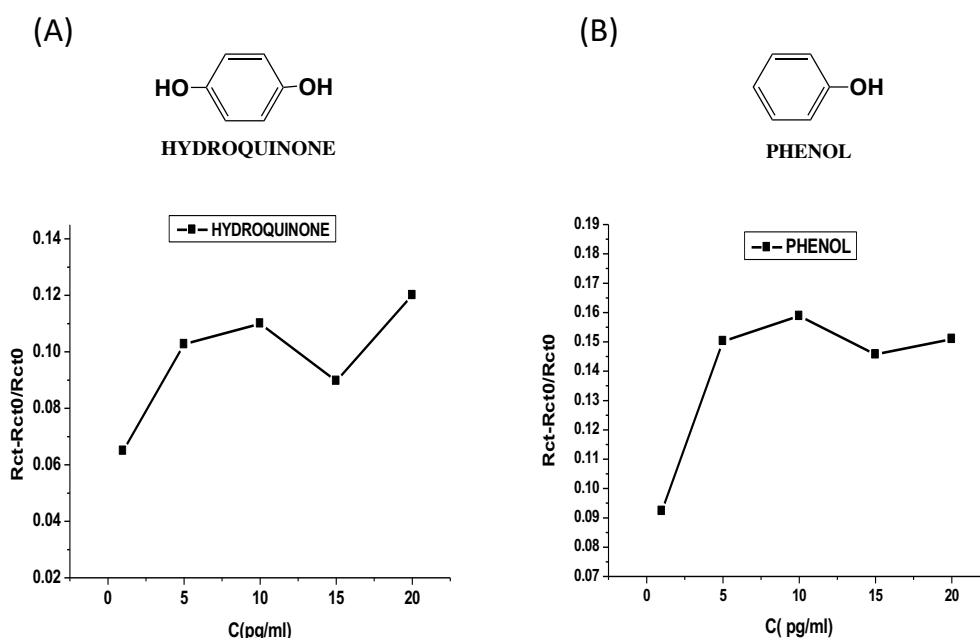 (A)
HO
OH
HYDROQUINONE
HYDROQUINONE
0.14
0.12
0.10
0.08
0.06
0.04
0.02
Rct-Rct0/Rct0
0 5 10 15 20
C(pg/ml)
(B)
OH
PHENOL
PHENOL
0.19
0.18
0.17
0.16
0.15
0.14
0.13
0.12
0.11
0.10
0.09
0.08
0.07
Rct-Rct0/Rct0
0 5 10 15 20
C( pg/ml)